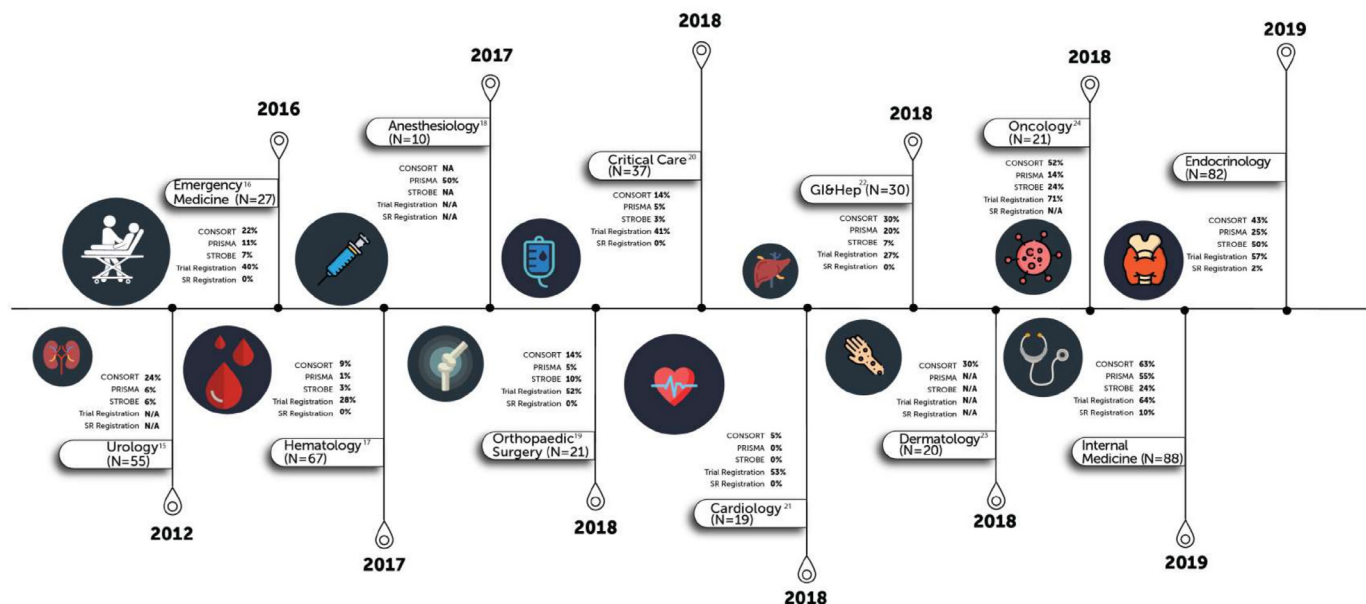 2012
CONSORT 24%
PRISMA 6%
STROBE 6%
Trial Registration N/A
SR Registration N/A
Urology15
(N=55)
2016
Emergency16
Medicine (N=27)
CONSORT 22%
PRISMA 11%
STROBE 7%
Trial Registration 40%
SR Registration 0%
CONSORT 9%
PRISMA 1%
STROBE 3%
Trial Registration 28%
SR Registration 0%
Hematology17
(N=67)
2017
2017
Anesthesiology18
(N=10)
CONSORT NA
PRISMA 50%
STROBE NA
Trial Registration N/A
SR Registration N/A
CONSORT 14%
PRISMA 5%
STROBE 10%
Trial Registration 52%
SR Registration 0%
Orthopaedic19
Surgery (N=21)
2018
2018
Critical Care20
(N=37)
CONSORT 14%
PRISMA 5%
STROBE 3%
Trial Registration 41%
SR Registration 0%
CONSORT 5%
PRISMA 0%
STROBE 0%
Trial Registration 53%
SR Registration 0%
Cardiology 21
(N=19)
2018
2018
GI&Hep22 (N=30)
CONSORT 30%
PRISMA 20%
STROBE 7%
Trial Registration 27%
SR Registration 0%
CONSORT 30%
PRISMA N/A
STROBE N/A
Trial Registration N/A
SR Registration N/A
Dermatology23
(N=20)
2018
2018
Oncology24
(N=21)
CONSORT 52%
PRISMA 14%
STROBE 24%
Trial Registration 71%
SR Registration N/A
CONSORT 63%
PRISMA 55%
STROBE 24%
Trial Registration 64%
SR Registration 10%
Internal
Medicine (N=88)
2019
2019
Endocrinology
(N=82)
CONSORT 43%
PRISMA 25%
STROBE 50%
Trial Registration 57%
SR Registration 2%